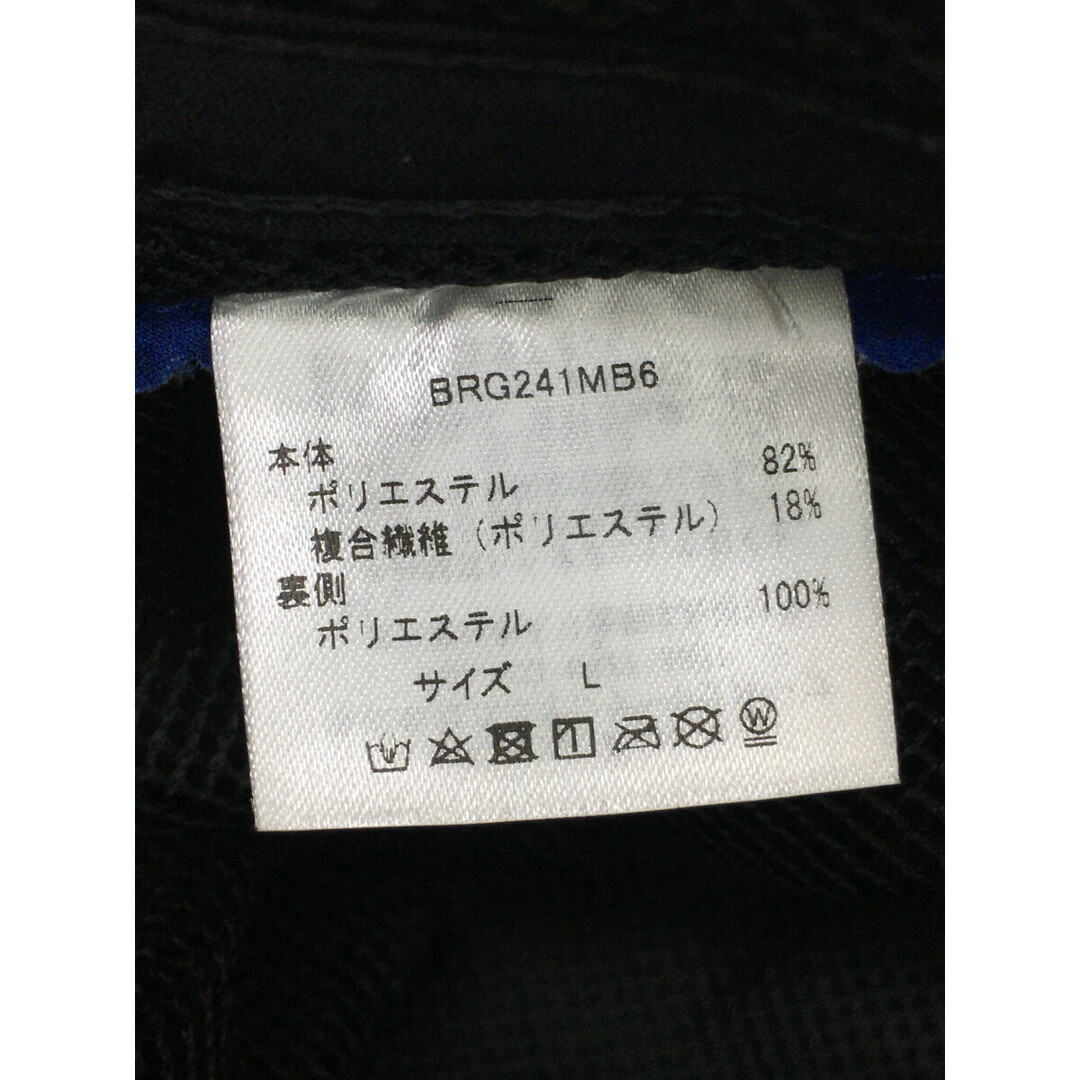 BRG241MB6
本体
ポリエステル 82%
複合繊維(ポリエステル) 18%
裏側
ポリエステル 100%
サイズ L
W